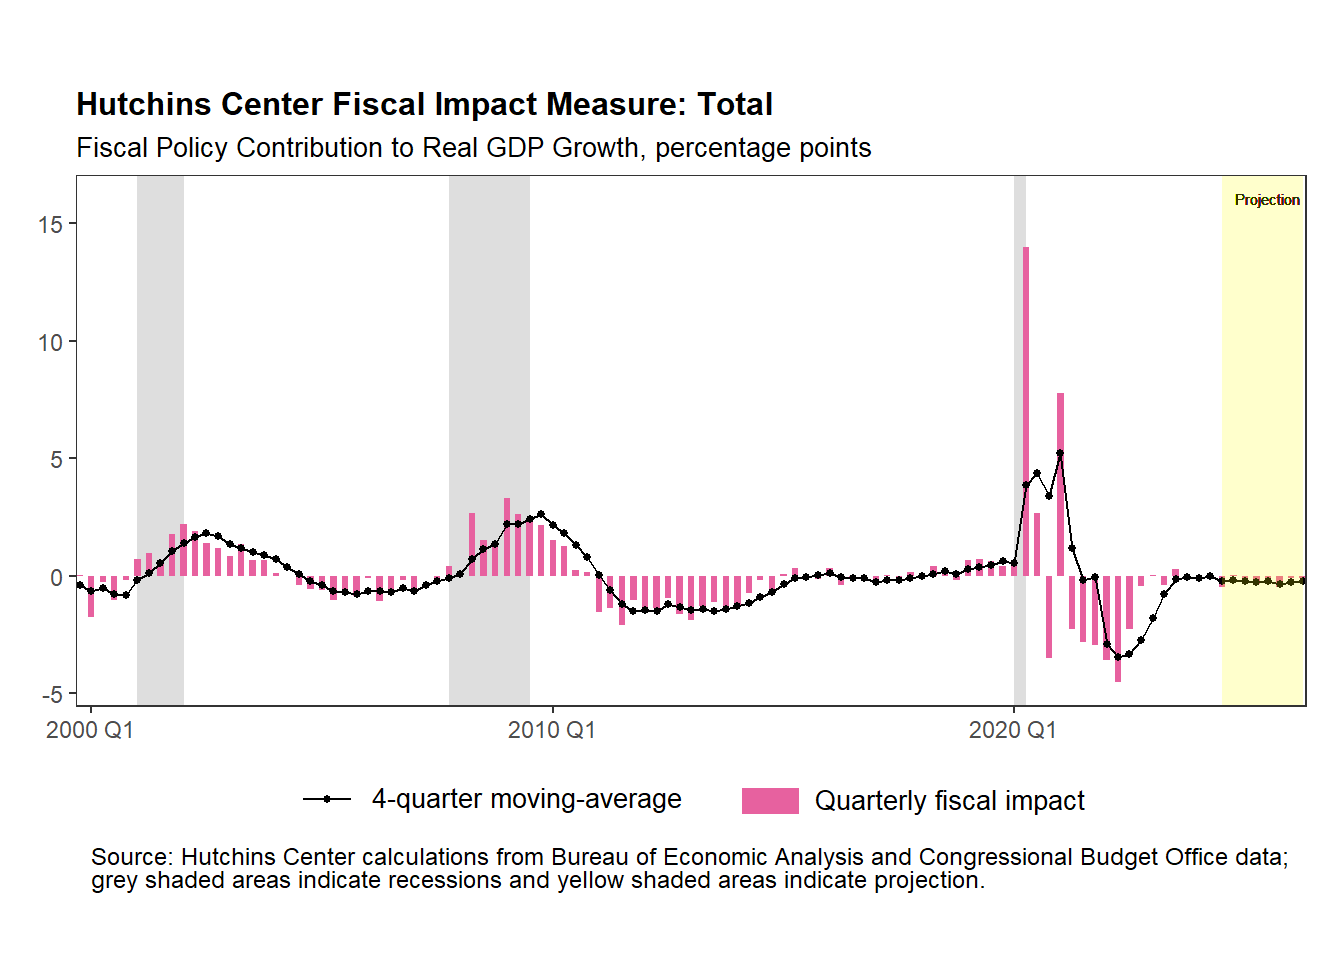 Hutchins Center Fiscal Impact Measure: Total
Fiscal Policy Contribution to Real GDP Growth, percentage points
Projection
15
10
5
0
-5
2000 Q1
2010 Q1
2020 Q1
4-quarter moving-average
Quarterly fiscal impact
Source: Hutchins Center calculations from Bureau of Economic Analysis and Congressional Budget Office data;
grey shaded areas indicate recessions and yellow shaded areas indicate projection.